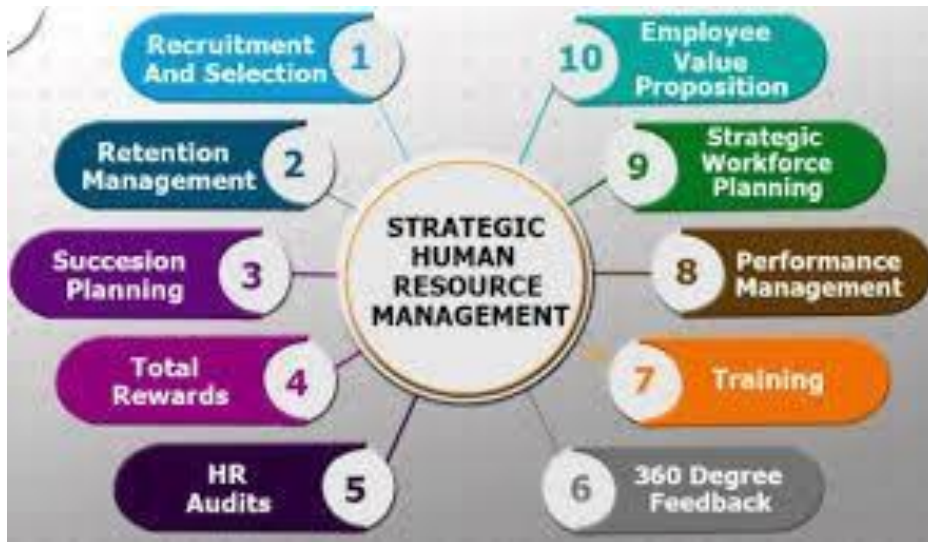 Recruitment
And Selection
1
Retention
Management
2
Succesion
Planning
3
Total
Rewards
4
HR
Audits
5
STRATEGIC
HUMAN
RESOURCE
MANAGEMENT
10
Employee
Value
Proposition
9
Strategic
Workforce
Planning
8
Performance
Management
7
Training
6
360 Degree
Feedback